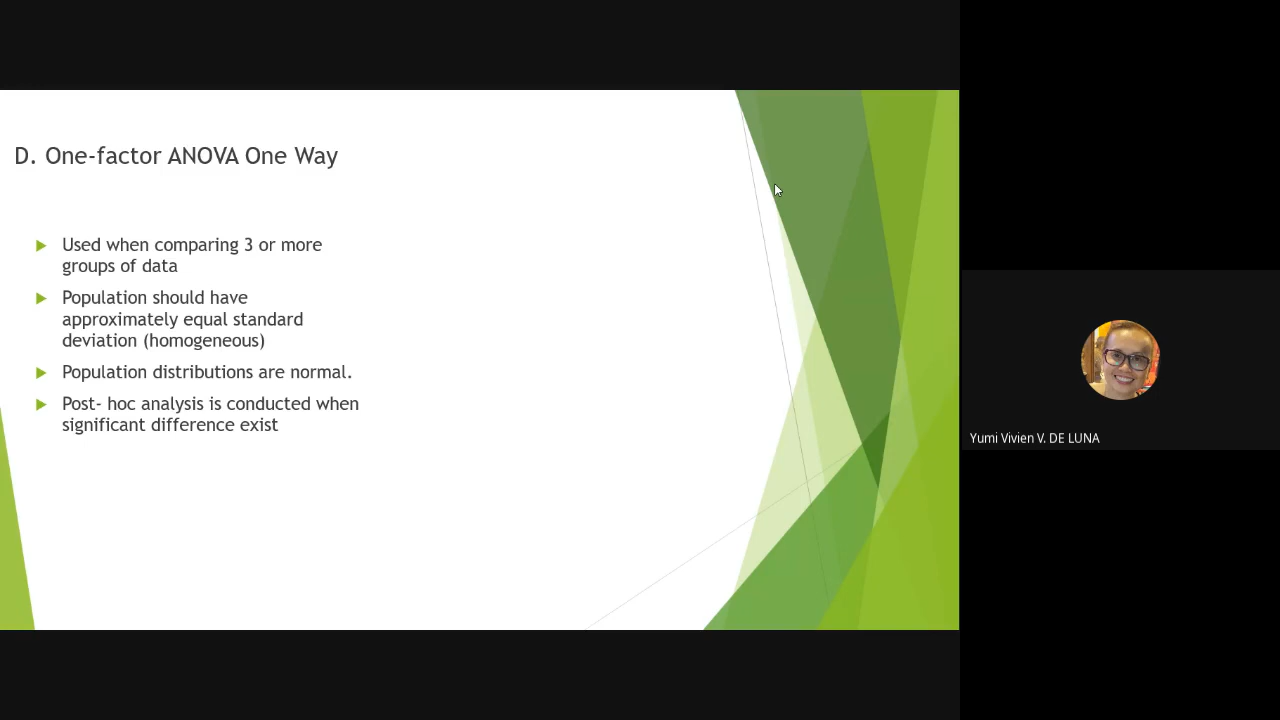 D. One-factor ANOVA One Way
Used when comparing 3 or more
groups of data
Population should have
approximately equal standard
deviation (homogeneous)
Population distributions are normal.
Post- hoc analysis is conducted when
significant difference exist
Yumi Vivien V. DE LUNA